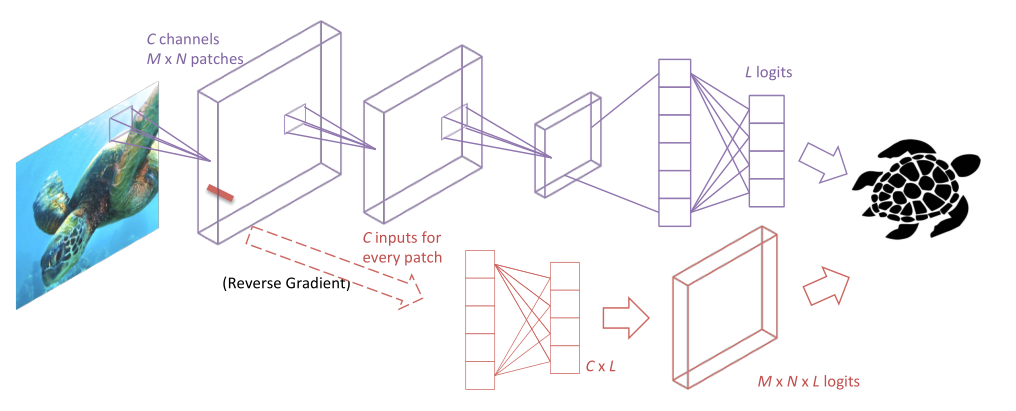 C channels
M x N patches
L logits
C inputs for
every patch
(Reverse Gradient)
C x L
M x N x L logits